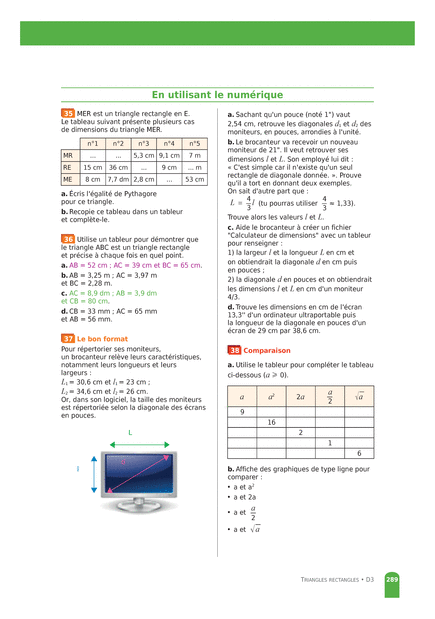 En utilisant le numérique
35 MER est un triangle rectangle en E.
Le tableau suivant présente plusieurs cas
de dimensions du triangle MER.
n°1 n°2 n°3 n°4 n°5
MR ... ... 5,3 cm 9,1 cm 7 m
RE 15 cm 36 cm ... 9 cm ... m
ME 8 cm 7,7 dm 2,8 cm ... 53 cm
a. Écris l'égalité de Pythagore
pour ce triangle.
b. Recopie ce tableau dans un tableur
et complète-le.
36 Utilise un tableur pour démontrer que
le triangle ABC est un triangle rectangle
et précise à chaque fois en quel point.
a. AB = 52 cm ; AC = 39 cm et BC = 65 cm.
b. AB = 3,25 m ; AC = 3,97 m
et BC = 2,28 m.
c. AC = 8,9 dm ; AB = 3,9 dm
et CB = 80 cm.
d. CB = 33 mm ; AC = 65 mm
et AB = 56 mm.
37 Le bon format
Pour répertorier ses moniteurs,
un brocanteur relève leurs caractéristiques,
notamment leurs longueurs et leurs
largeurs :
L₁ = 30,6 cm et l₁ = 23 cm ;
L₂ = 34,6 cm et l₂ = 26 cm.
Or, dans son logiciel, la taille des moniteurs
est répertoriée selon la diagonale des écrans
en pouces.
L
l
d
a. Sachant qu'un pouce (noté 1") vaut
2,54 cm, retrouve les diagonales d₁ et d₂ des
moniteurs, en pouces, arrondies à l'unité.
b. Le brocanteur va recevoir un nouveau
moniteur de 21". Il veut retrouver ses
dimensions l et L. Son employé lui dit :
« C'est simple car il n'existe qu'un seul
rectangle de diagonale donnée. ». Prouve
qu'il a tort en donnant deux exemples.
On sait d'autre part que :
L = 4/3 l (tu pourras utiliser 4/3 = 1,33).
Trouve alors les valeurs l et L.
c. Aide le brocanteur à créer un fichier
"Calculateur de dimensions" avec un tableur
pour renseigner :
1) la largeur l et la longueur L en cm et
on obtiendrait la diagonale d en cm puis
en pouces ;
2) la diagonale d en pouces et on obtiendrait
les dimensions l et L en cm d'un moniteur
4/3.
d. Trouve les dimensions en cm de l'écran
13,3" d'un ordinateur ultraportable puis
la longueur de la diagonale en pouces d'un
écran de 29 cm par 38,6 cm.
38 Comparaison
a. Utilise le tableur pour compléter le tableau
ci-dessous (a ⩾ 0).
a a² 2a a/2 √a
9
16
2
1
6
b. Affiche des graphiques de type ligne pour
comparer :
• a et a²
• a et 2a
• a et a/2
• a et √a
TRIANGLES RECTANGLES • D3 289